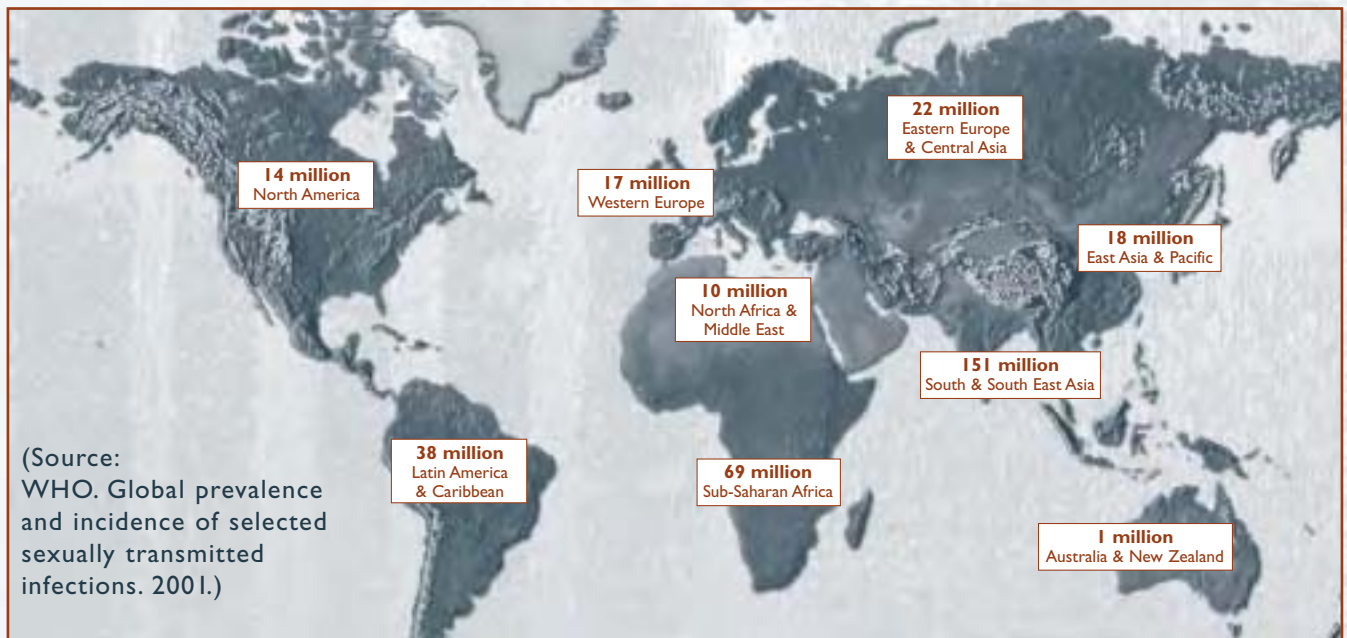 22 million
Eastern Europe
& Central Asia
14 million
North America
17 million
Western Europe
18 million
East Asia & Pacific
10 million
North Africa &
Middle East
151 million
South & South East Asia
38 million
Latin America
& Caribbean
69 million
Sub-Saharan Africa
1 million
Australia & New Zealand
(Source:
WHO. Global prevalence
and incidence of selected
sexually transmitted
infections. 2001.)